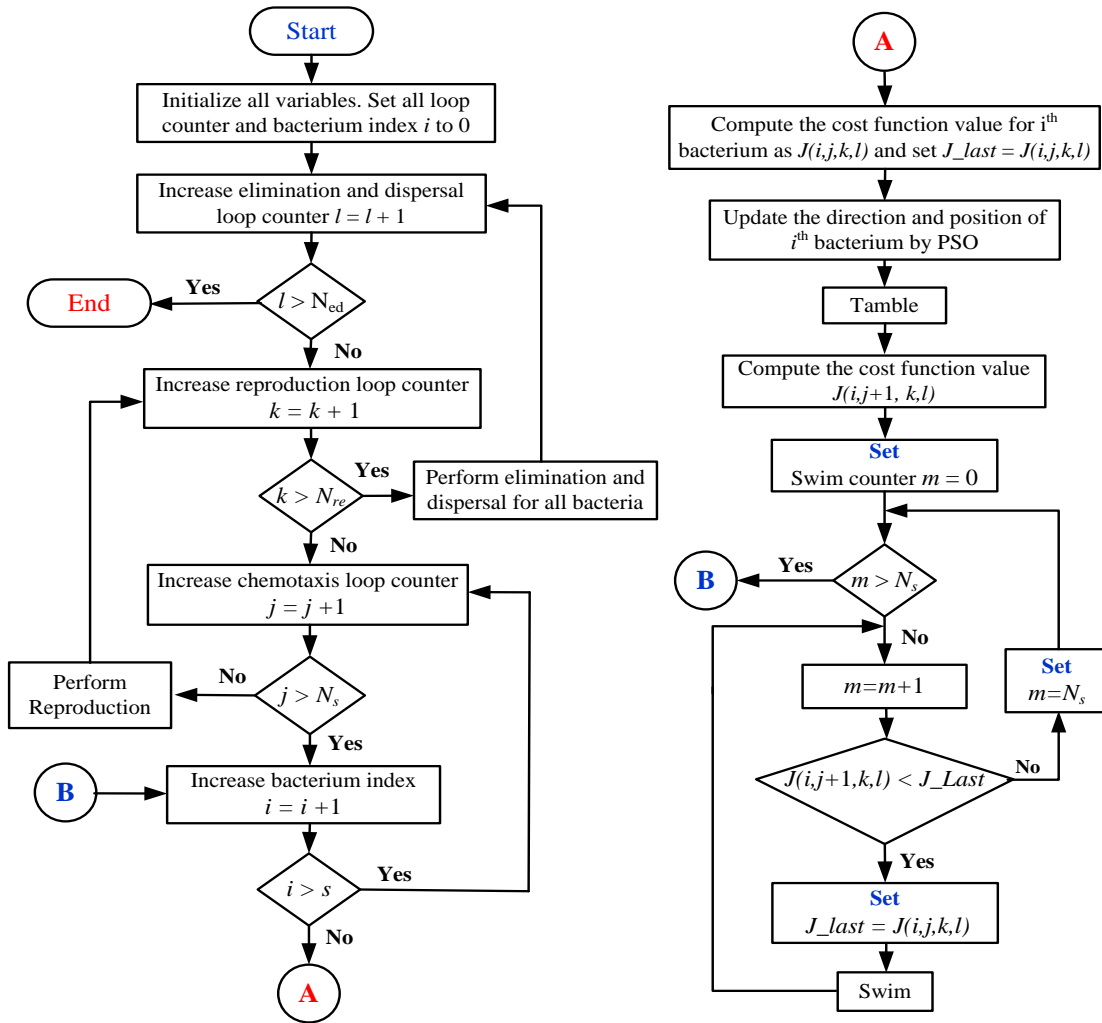 Start
Initialize all variables. Set all loop
counter and bacterium index i to 0
Increase elimination and dispersal
loop counter l = l + 1
l > Ned
Yes
End
No
Increase reproduction loop counter
k = k + 1
k > Nre
Yes
Perform elimination and
dispersal for all bacteria
No
Increase chemotaxis loop counter
j = j +1
j > Ns
No
Perform
Reproduction
Yes
B
Increase bacterium index
i = i +1
i > s
Yes
No
A
A
Compute the cost function value for ith
bacterium as J(i,j,k,l) and set J_last = J(i,j,k,l)
Update the direction and position of
ith bacterium by PSO
Tamble
Compute the cost function value
J(i,j+1, k,l)
Set
Swim counter m = 0
m > Ns
Yes
B
No
m=m+1
Set
m=Ns
J(i,j+1,k,l) < J_Last
No
Yes
Set
J_last = J(i,j,k,l)
Swim